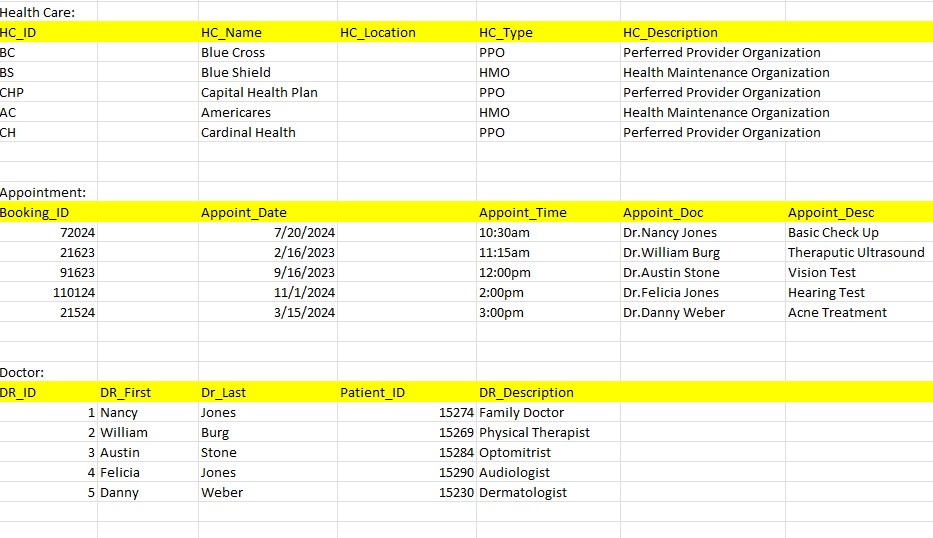 Health Care:
HC_ID HC_Name HC_Location HC_Type HC_Description
BC Blue Cross PPO Perferred Provider Organization
BS Blue Shield HMO Health Maintenance Organization
CHP Capital Health Plan PPO Perferred Provider Organization
AC Americares HMO Health Maintenance Organization
CH Cardinal Health PPO Perferred Provider Organization
Appointment:
Booking_ID Appoint_Date Appoint_Time Appoint_Doc Appoint_Desc
72024 7/20/2024 10:30am Dr.Nancy Jones Basic Check Up
21623 2/16/2023 11:15am Dr.William Burg Theraputic Ultrasound
91623 9/16/2023 12:00pm Dr.Austin Stone Vision Test
110124 11/1/2024 2:00pm Dr.Felicia Jones Hearing Test
21524 3/15/2024 3:00pm Dr.Danny Weber Acne Treatment
Doctor:
DR_ID DR_First Dr_Last Patient_ID DR_Description
1 Nancy Jones 15274 Family Doctor
2 William Burg 15269 Physical Therapist
3 Austin Stone 15284 Optomitrist
4 Felicia Jones 15290 Audiologist
5 Danny Weber 15230 Dermatologist